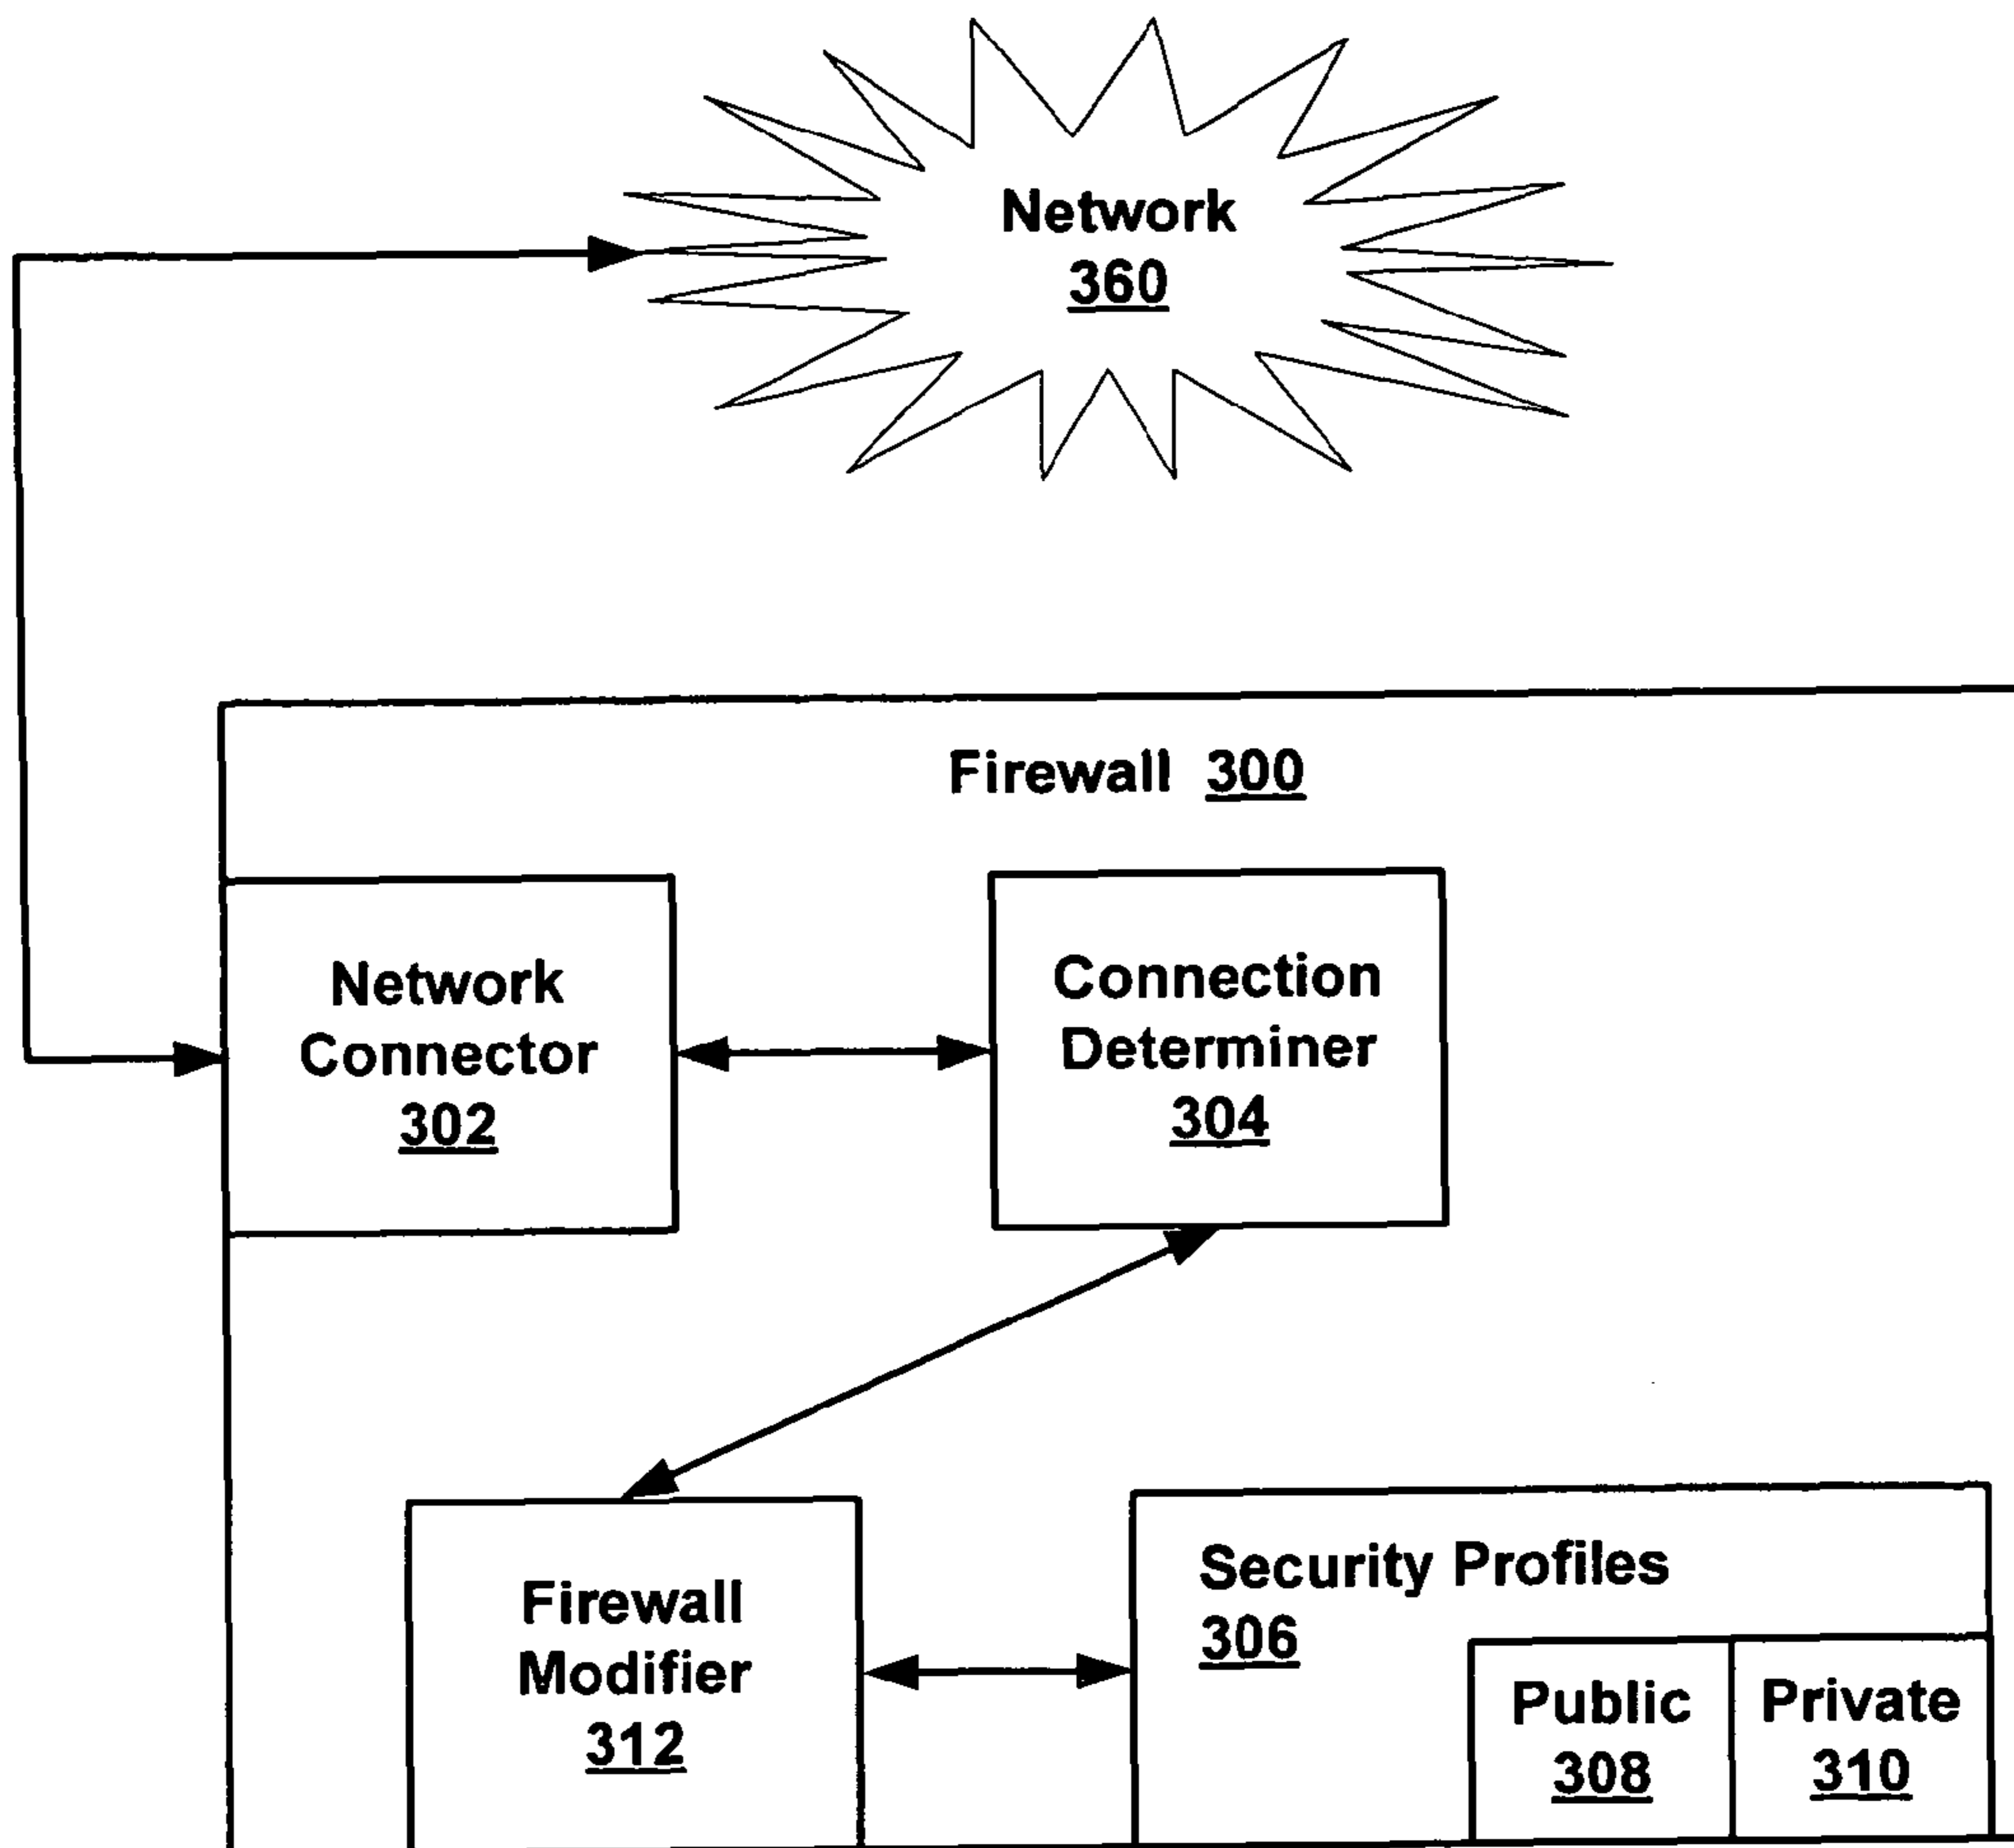 Network
360
Firewall 300
Network
Connector
302
Connection
Determiner
304
Firewall
Modifier
312
Security Profiles
306
Public
308
Private
310